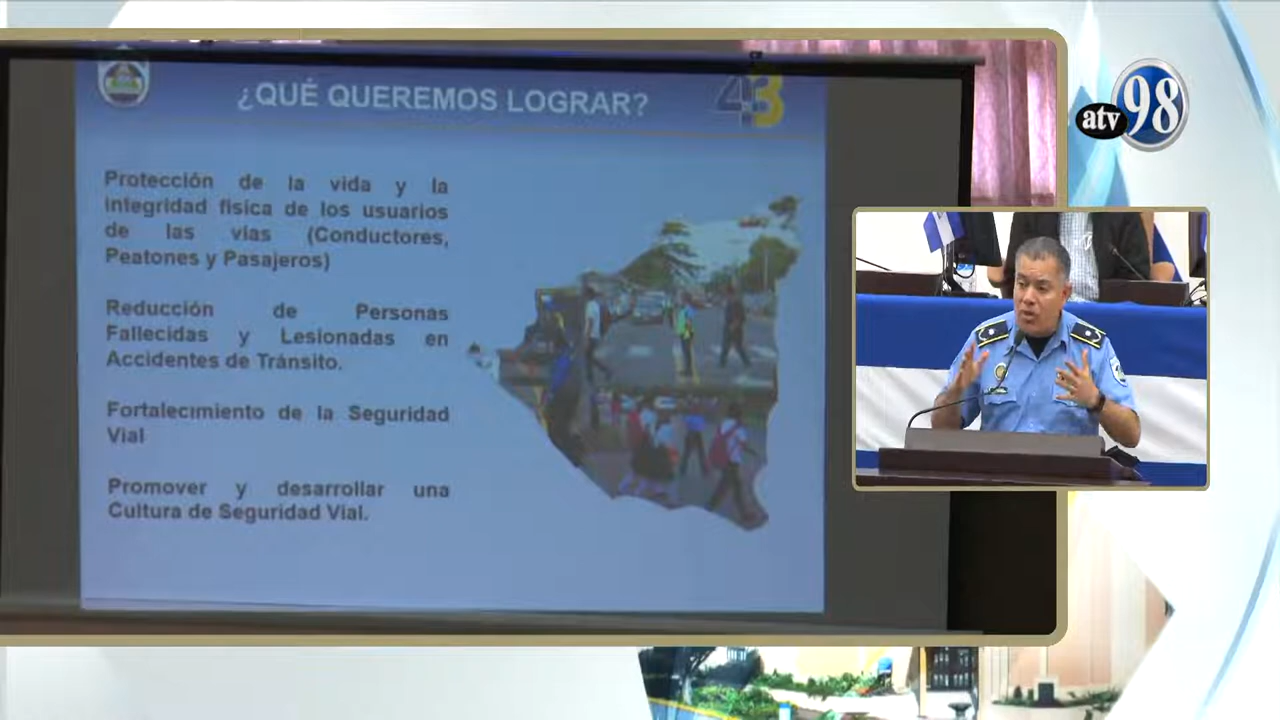 ¿QUÉ QUEREMOS LOGRAR?
43
Protección de la vida y la
integridad física de los usuarios
de las vías (Conductores,
Peatones y Pasajeros)
Reducción de Personas
Fallecidas y Lesionadas en
Accidentes de Tránsito.
Fortalecimiento de la Seguridad
Vial
Promover y desarrollar una
Cultura de Seguridad Vial.
atv 98